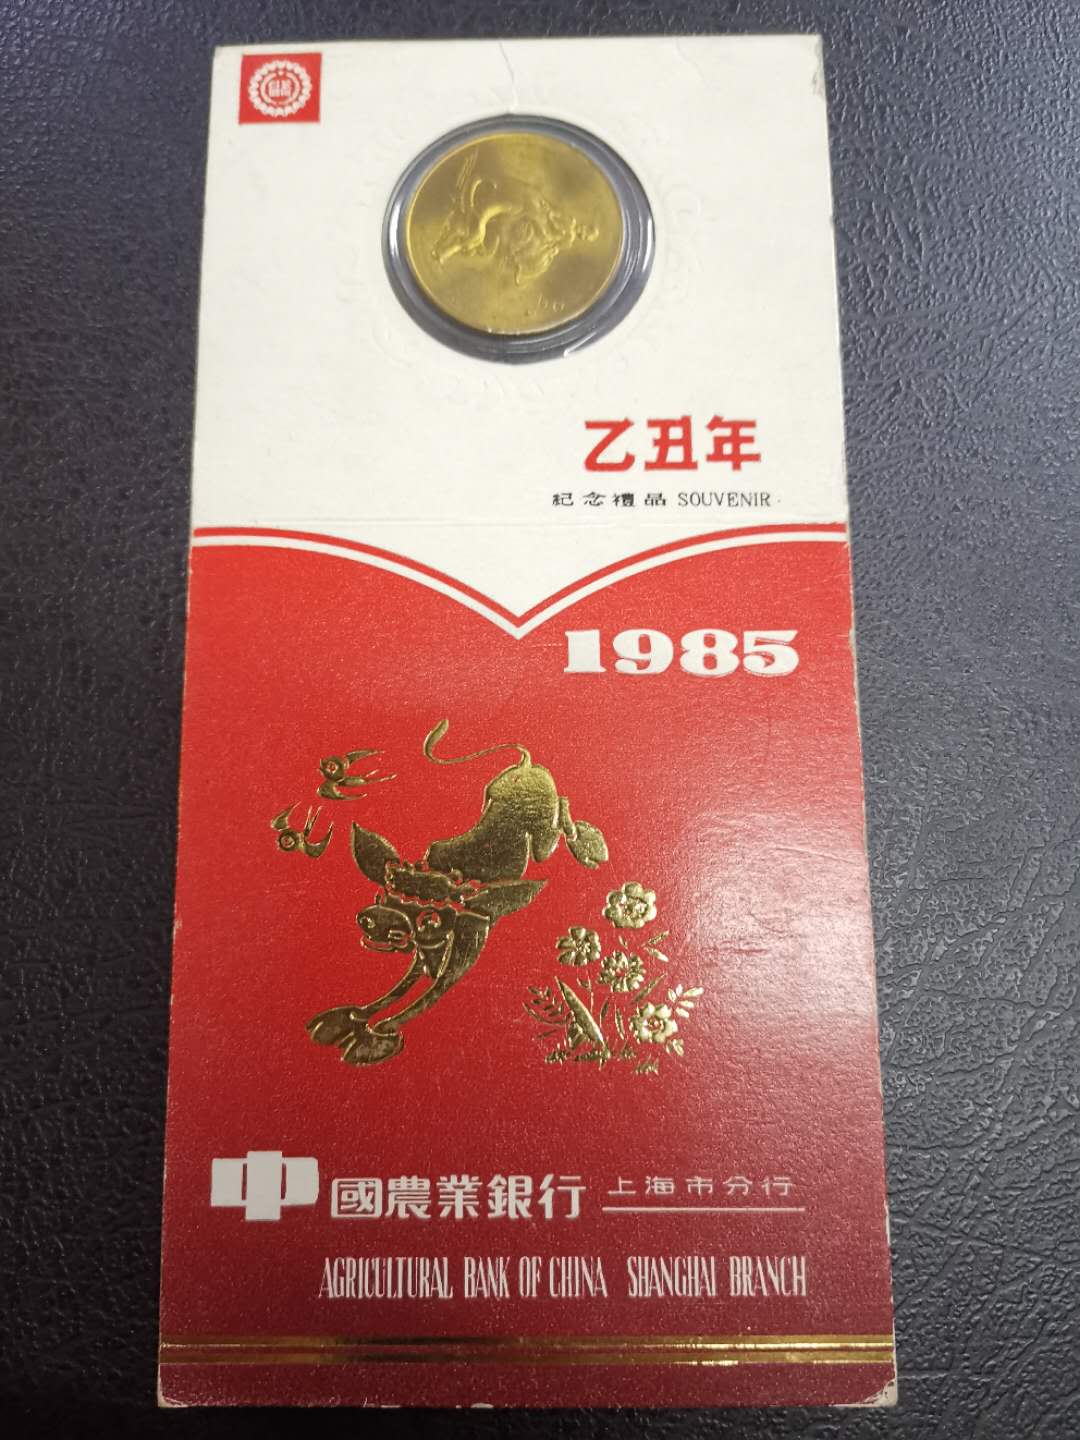 乙丑年
紀念禮品 SOUVENIR
1985
中國農業銀行 上海市分行
AGRICULTURAL BANK OF CHINA SHANGHAI BRANCH